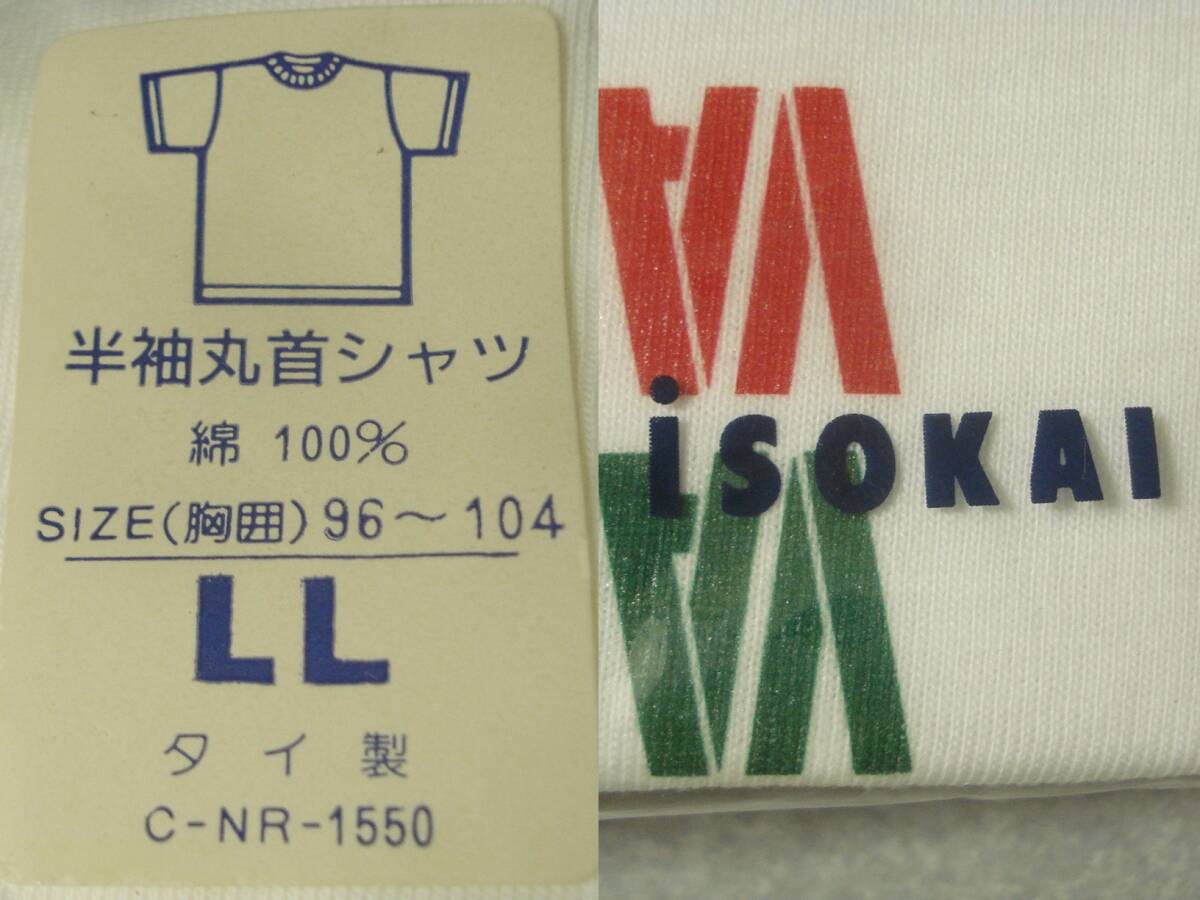 半袖丸首シャツ
綿 100%
SIZE(胸囲)96～104
LL
タイ製
C-NR-1550
iSOKAI